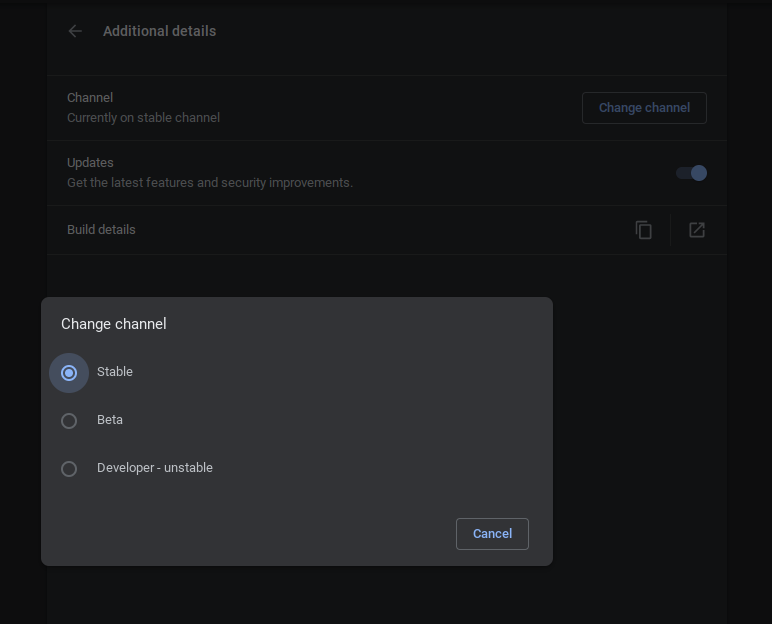 Additional details
Channel
Currently on stable channel
Change channel
Updates
Get the latest features and security improvements.
Build details
Change channel
Stable
Beta
Developer - unstable
Cancel